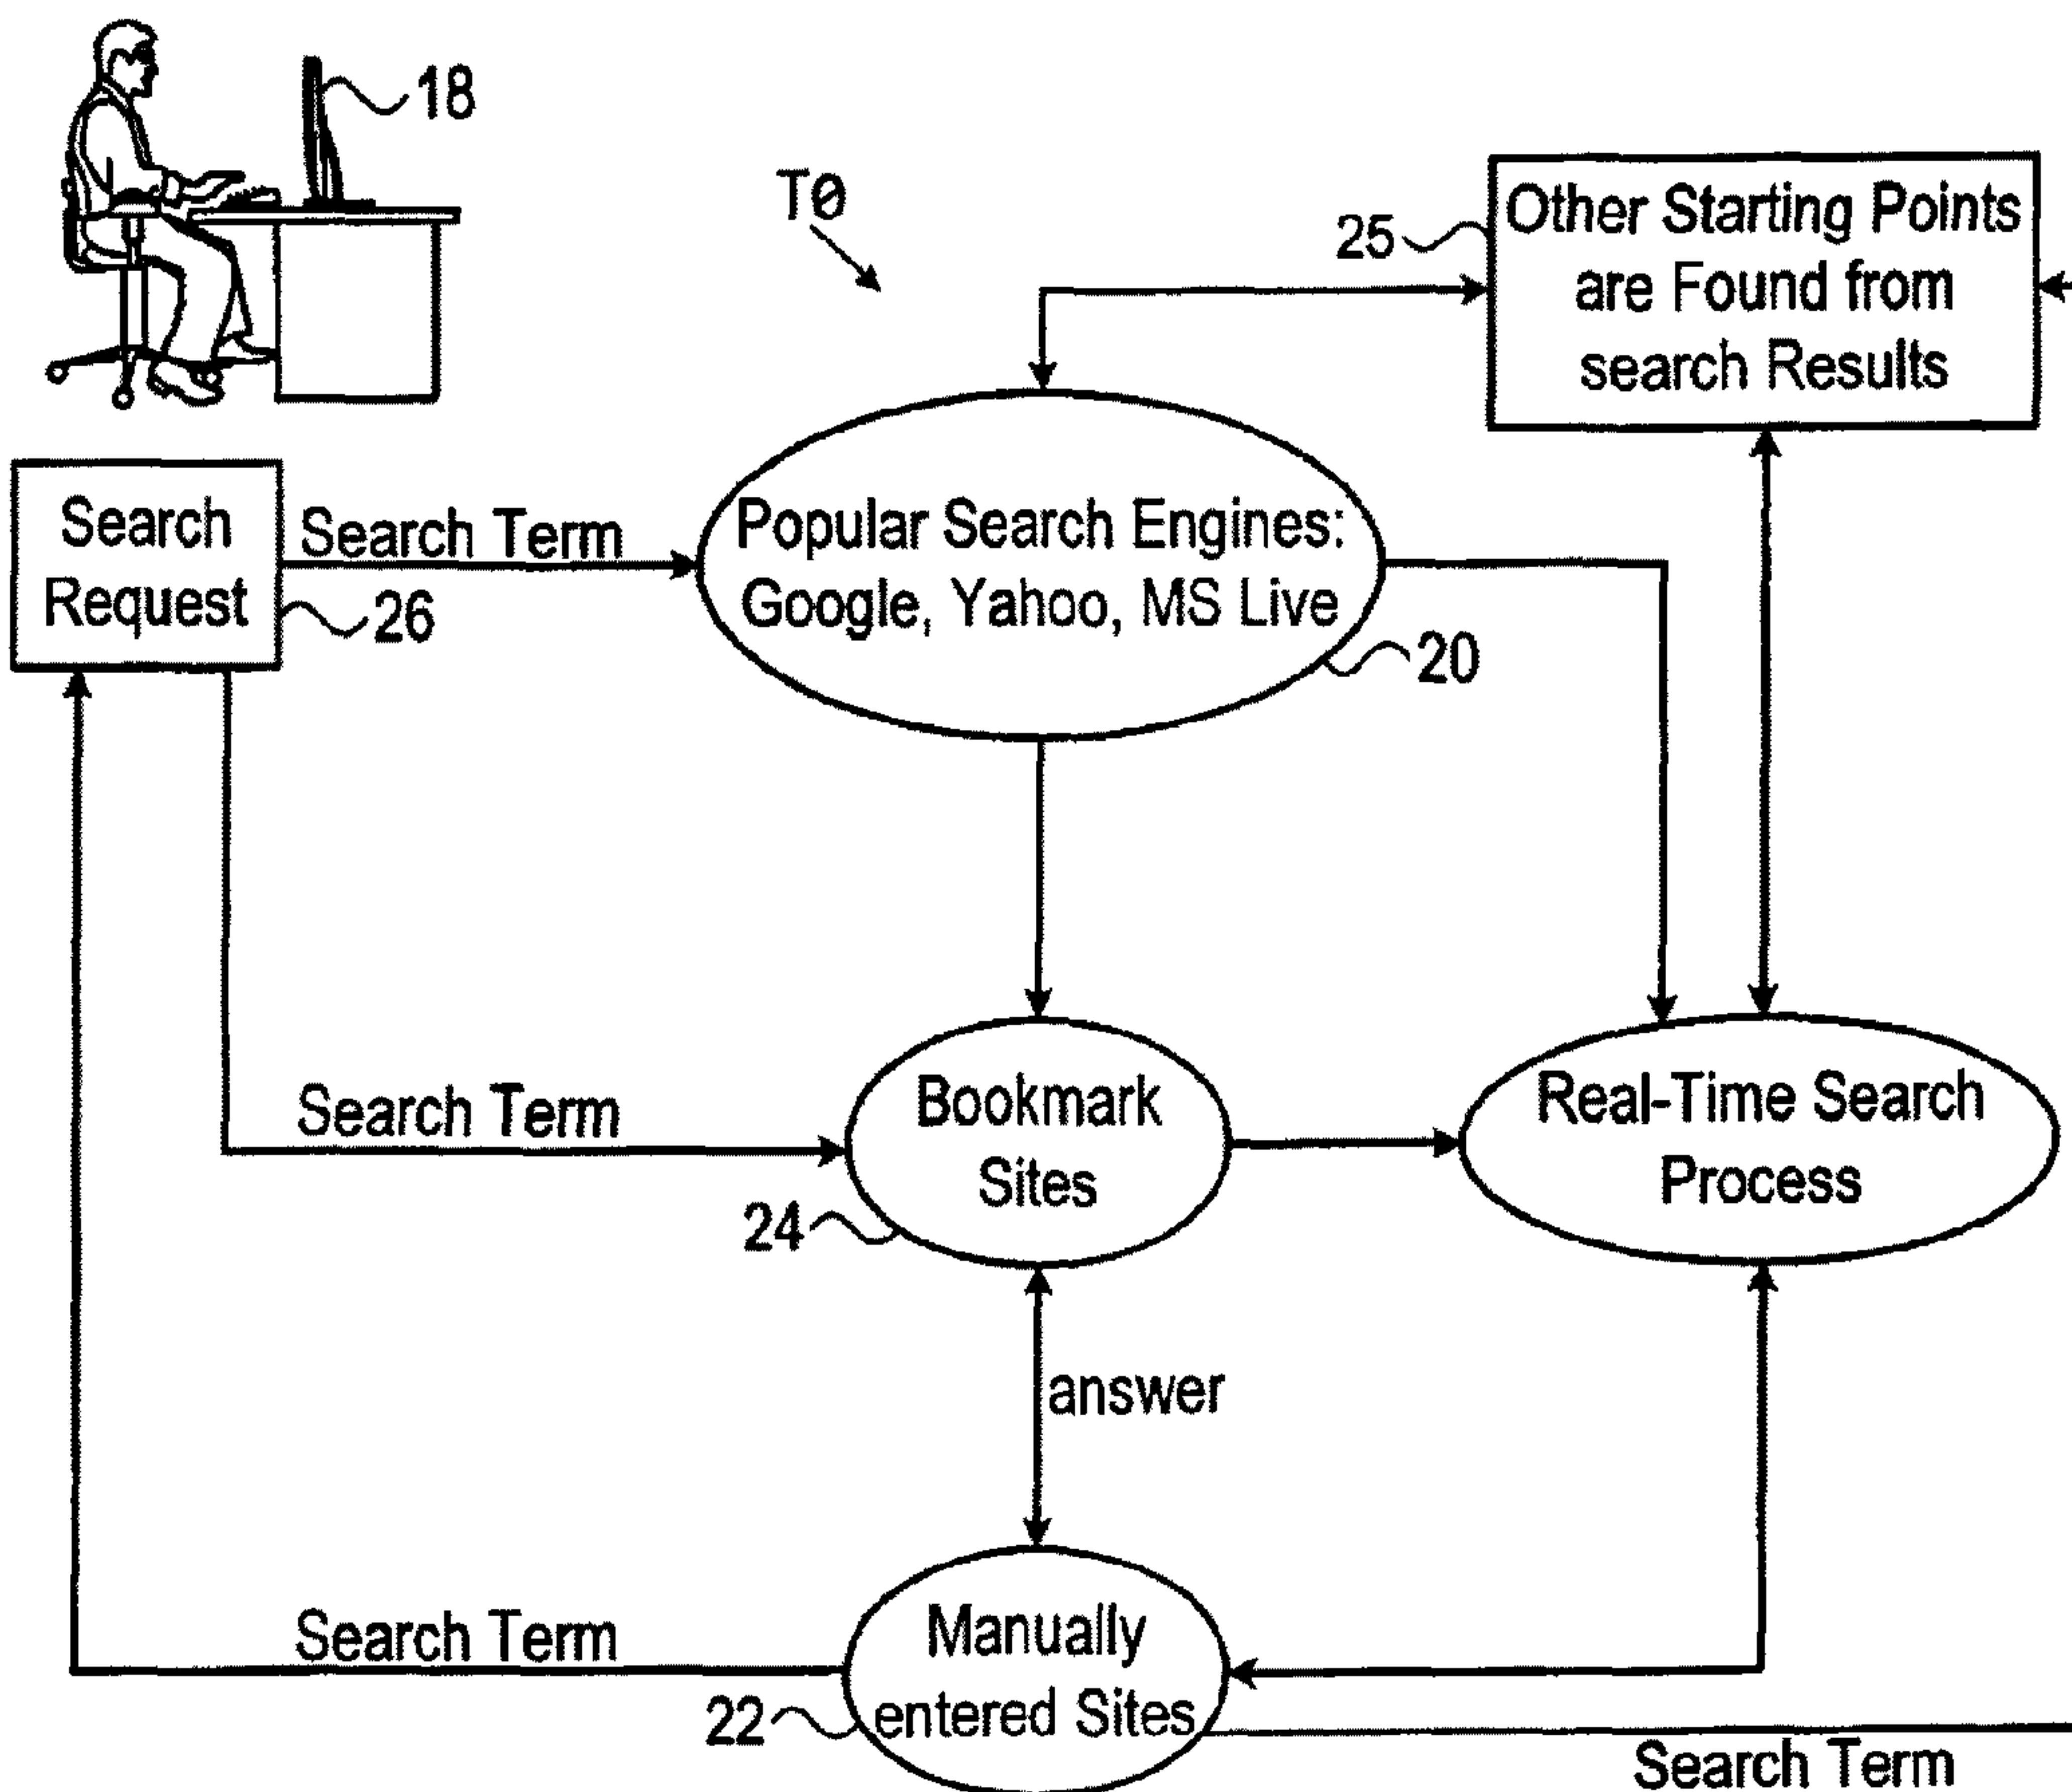 18
T0
25
Other Starting Points
are Found from
search Results
Search
Request
26
Search Term
Popular Search Engines:
Google, Yahoo, MS Live
20
Search Term
Bookmark
Sites
24
Real-Time Search
Process
answer
Search Term
Manually
entered Sites
22
Search Term